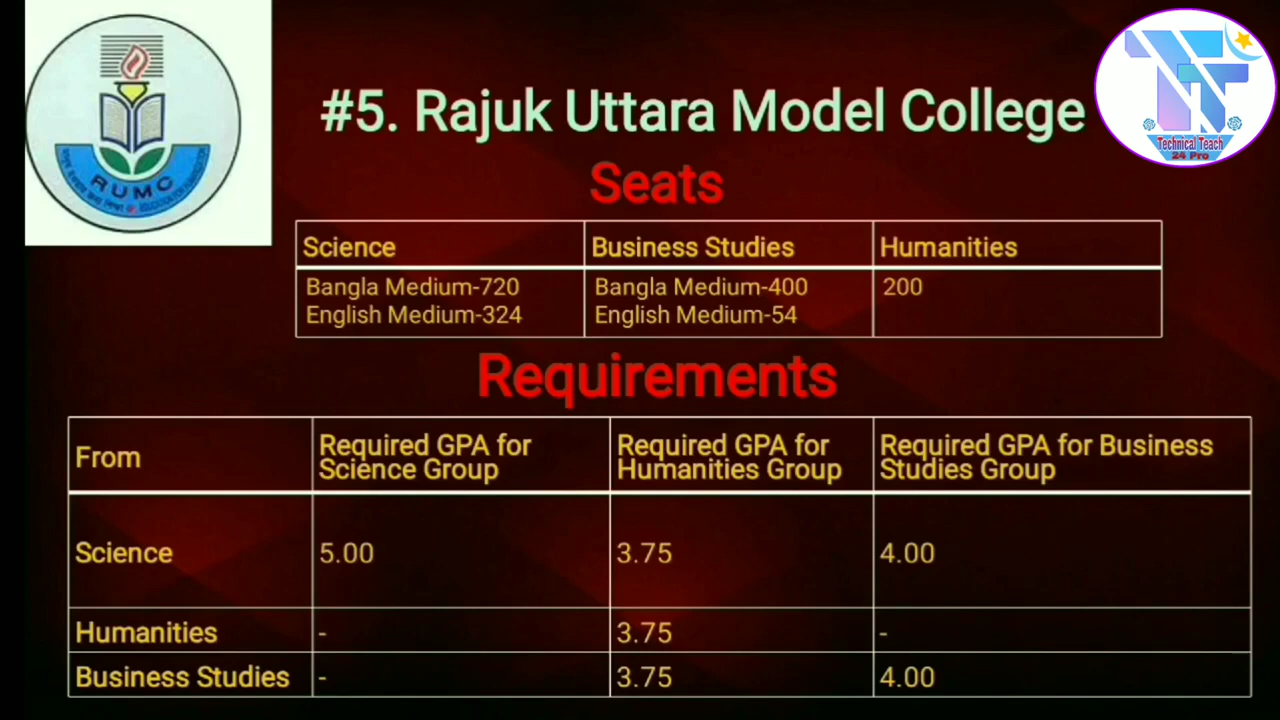 #5. Rajuk Uttara Model College
Technical Teach
24 Pro
RUMC
Seats
Science Business Studies Humanities
Bangla Medium-720 Bangla Medium-400 200
English Medium-324 English Medium-54
Requirements
From Required GPA for Science Group Required GPA for Humanities Group Required GPA for Business Studies Group
Science 5.00 3.75 4.00
Humanities - 3.75 -
Business Studies - 3.75 4.00